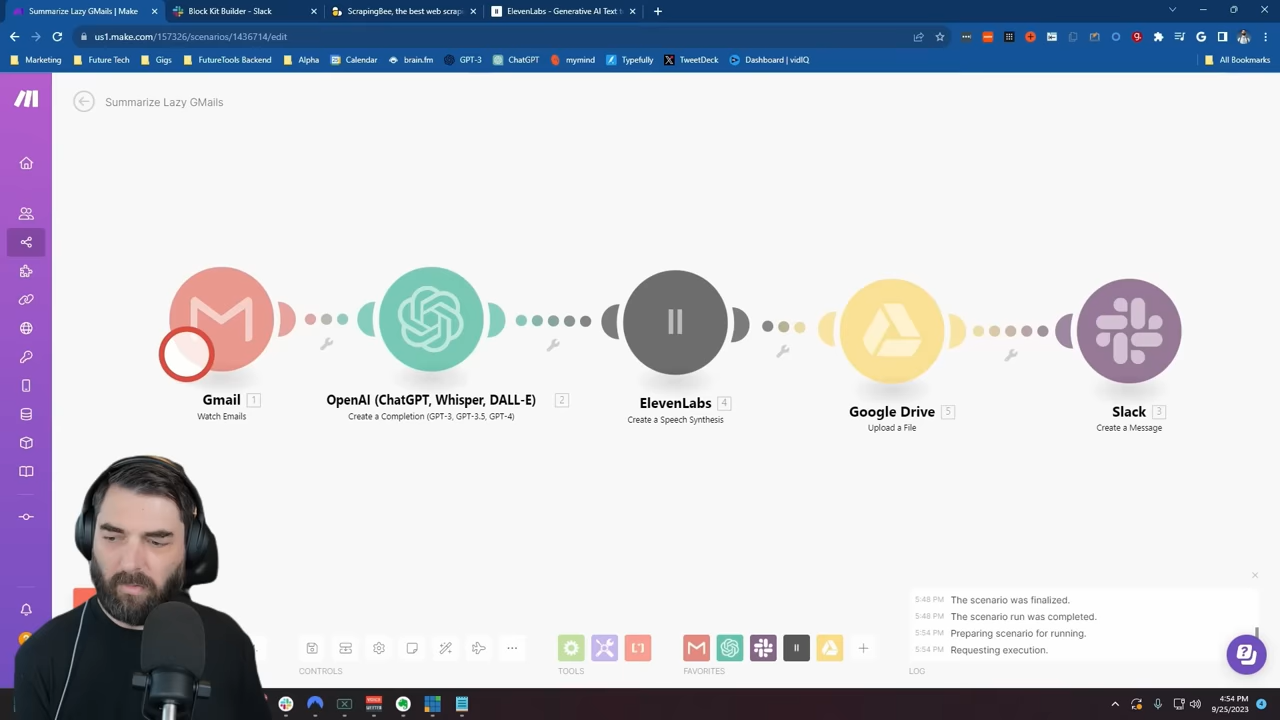 Summarize Lazy GMails | Make
Block Kit Builder - Slack
ScrapingBee, the best web scrap
ElevenLabs - Generative AI Text t
us1.make.com/157326/scenarios/1436714/edit
Marketing
Future Tech
Gigs
FutureTools Backend
Alpha
Calendar
brain.fm
GPT-3
ChatGPT
mymind
Typefully
TweetDeck
Dashboard | vidIQ
All Bookmarks
Summarize Lazy GMails
Gmail 1
Watch Emails
OpenAI (ChatGPT, Whisper, DALL-E) 2
Create a Completion (GPT-3, GPT-3.5, GPT-4)
ElevenLabs 4
Create a Speech Synthesis
Google Drive 5
Upload a File
Slack 3
Create a Message
5:48 PM The scenario was finalized.
5:48 PM The scenario run was completed.
5:54 PM Preparing scenario for running.
5:54 PM Requesting execution.
CONTROLS
TOOLS
FAVORITES
LOG
4:54 PM
9/25/2023
4